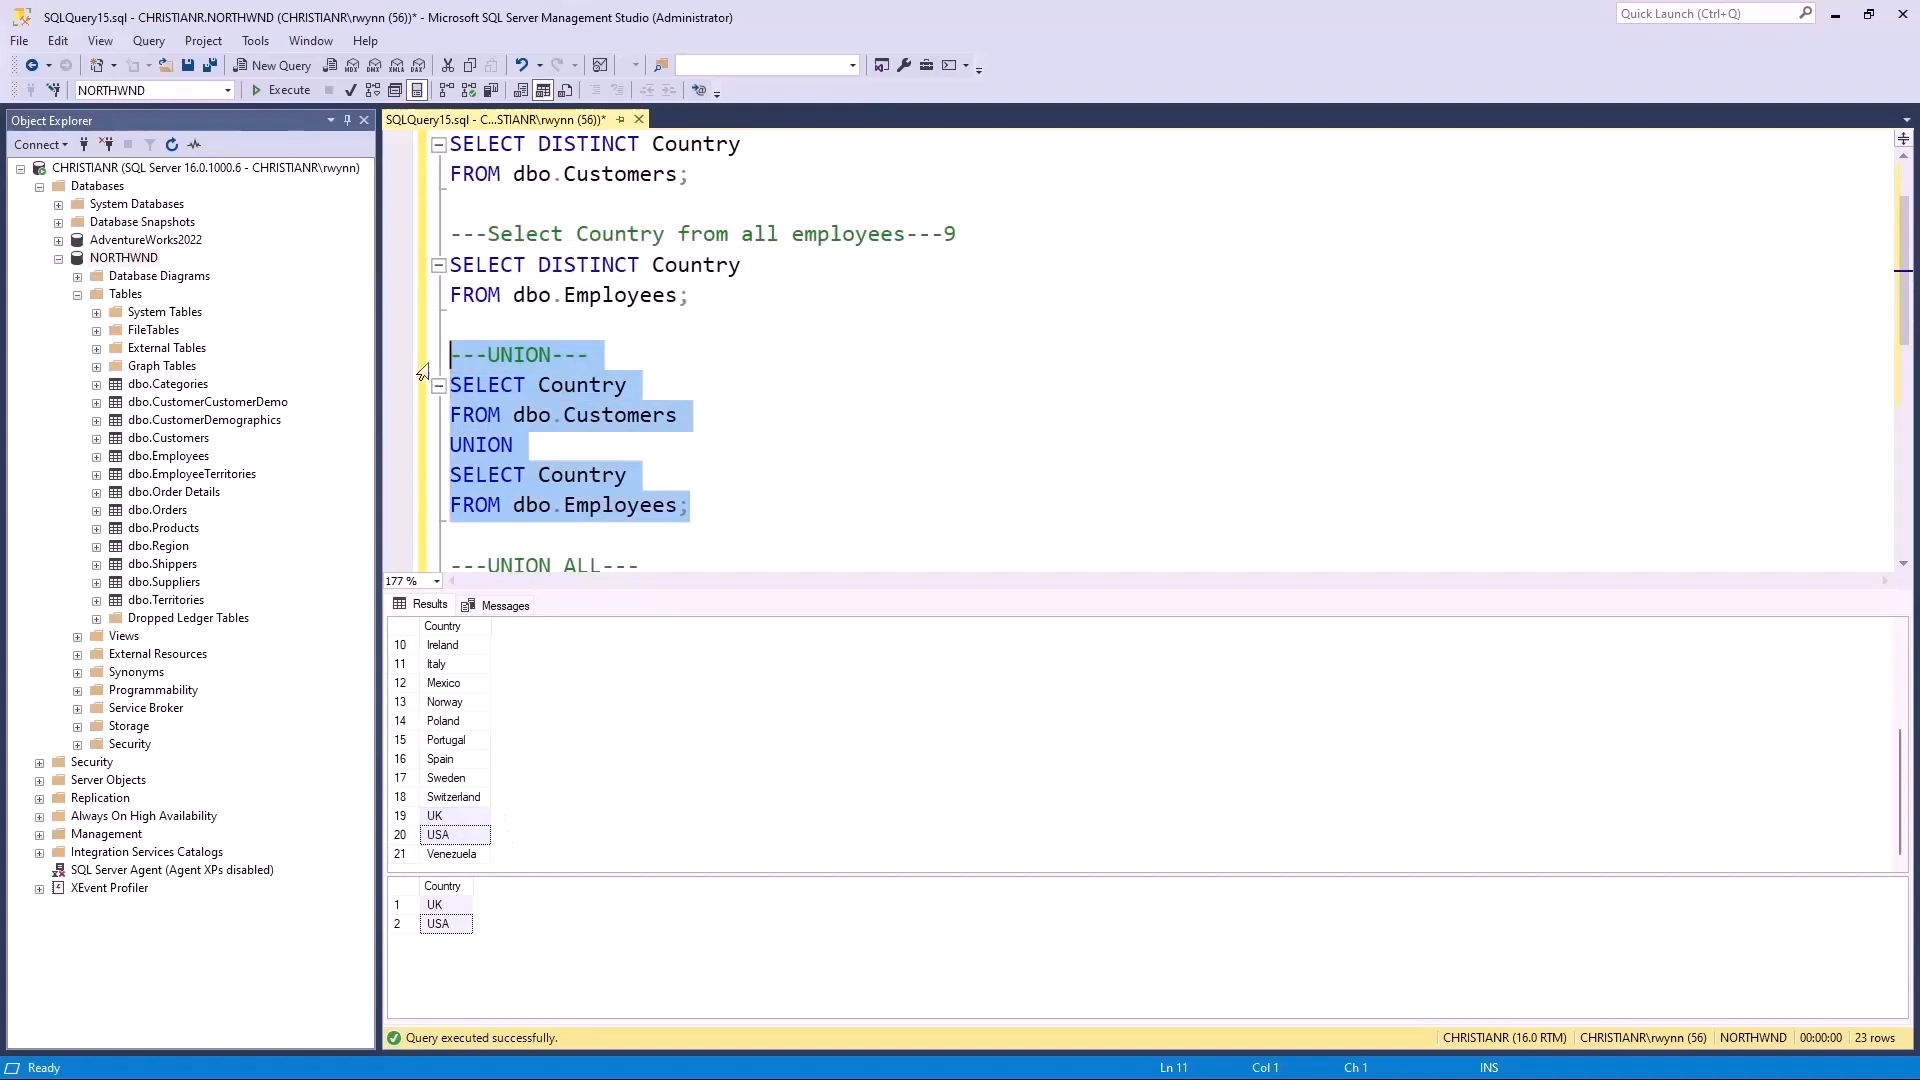 SQLQuery15.sql - CHRISTIANR.NORTHWND (CHRISTIANR\rwynn (56))* - Microsoft SQL Server Management Studio (Administrator)
Quick Launch (Ctrl+Q)
File Edit View Query Project Tools Window Help
New Query
NORTHWND
Execute
Object Explorer
Connect
CHRISTIANR (SQL Server 16.0.1000.6 - CHRISTIANR\rwynn)
Databases
System Databases
Database Snapshots
AdventureWorks2022
NORTHWND
Database Diagrams
Tables
System Tables
FileTables
External Tables
Graph Tables
dbo.Categories
dbo.CustomerCustomerDemo
dbo.CustomerDemographics
dbo.Customers
dbo.Employees
dbo.EmployeeTerritories
dbo.Order Details
dbo.Orders
dbo.Products
dbo.Region
dbo.Shippers
dbo.Suppliers
dbo.Territories
Dropped Ledger Tables
Views
External Resources
Synonyms
Programmability
Service Broker
Storage
Security
Security
Server Objects
Replication
Always On High Availability
Management
Integration Services Catalogs
SQL Server Agent (Agent XPs disabled)
XEvent Profiler
SQLQuery15.sql - C...STIANR\rwynn (56))*
SELECT DISTINCT Country
FROM dbo.Customers;
---Select Country from all employees---9
SELECT DISTINCT Country
FROM dbo.Employees;
---UNION---
SELECT Country
FROM dbo.Customers
UNION
SELECT Country
FROM dbo.Employees;
---UNION ALL---
177 %
Results Messages
Country
10 Ireland
11 Italy
12 Mexico
13 Norway
14 Poland
15 Portugal
16 Spain
17 Sweden
18 Switzerland
19 UK
20 USA
21 Venezuela
Country
1 UK
2 USA
Query executed successfully.
CHRISTIANR (16.0 RTM) CHRISTIANR\rwynn (56) NORTHWND 00:00:00 23 rows
Ready
Ln 11 Col 1 Ch 1 INS